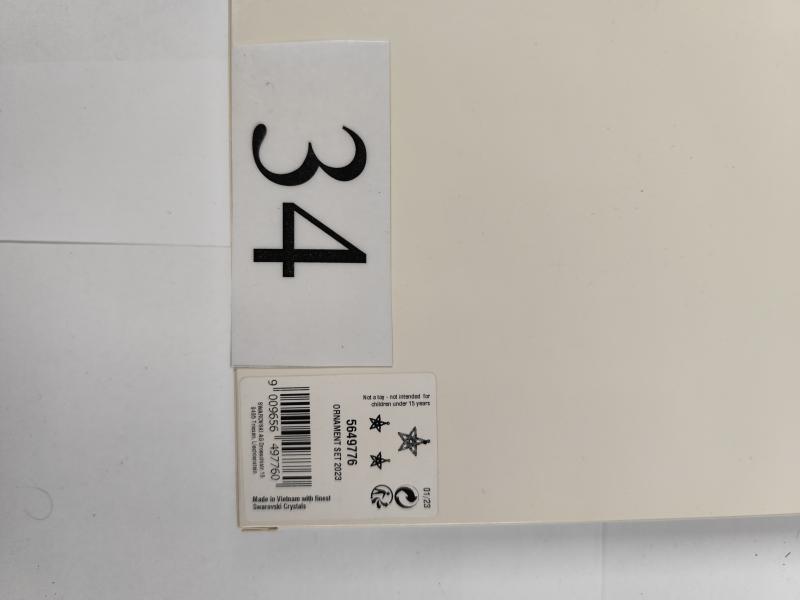 34
Not a toy - not intended for
children under 15 years
5649776
ORNAMENT SET 2023
01/23
9 009656 497760
SWAROVSKI AG Droeschistr. 15
9495 Triesen, Liechtenstein
Made in Vietnam with finest
Swarovski Crystals